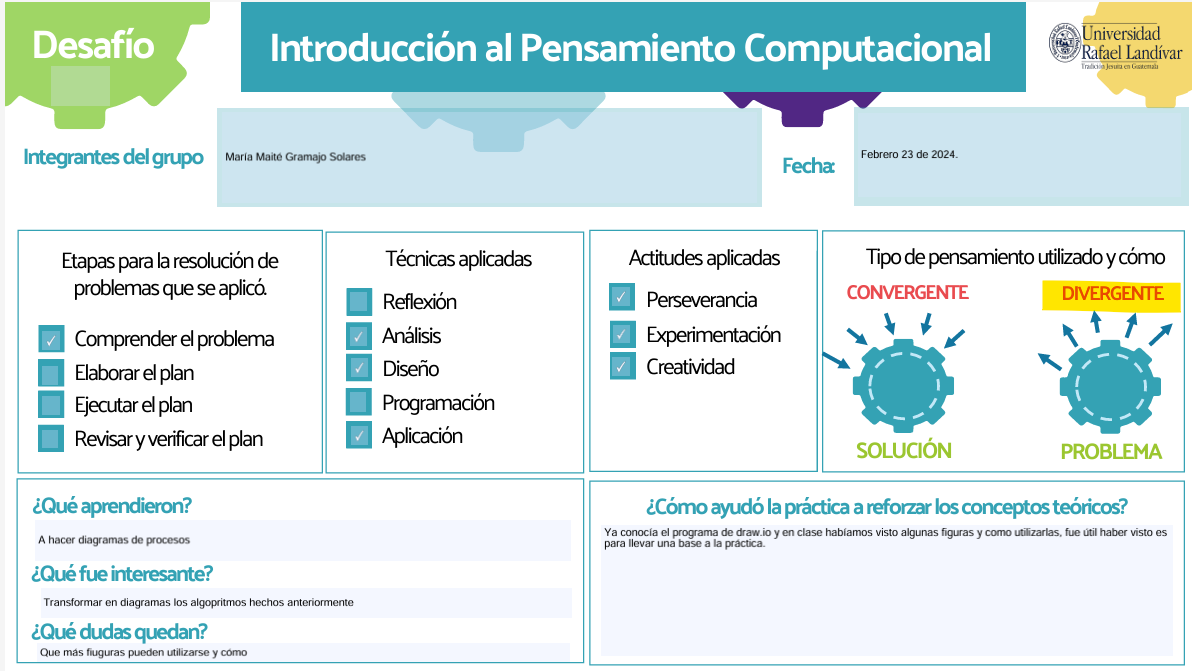 Desafío
Introducción al Pensamiento Computacional
Universidad
Rafael Landívar
Tradición Jesuita en Guatemala
Integrantes del grupo
María Maité Gramajo Solares
Fecha:
Febrero 23 de 2024.
Etapas para la resolución de
problemas que se aplicó.
✓ Comprender el problema
Elaborar el plan
Ejecutar el plan
Revisar y verificar el plan
Técnicas aplicadas
Reflexión
✓ Análisis
✓ Diseño
Programación
✓ Aplicación
Actitudes aplicadas
✓ Perseverancia
✓ Experimentación
✓ Creatividad
Tipo de pensamiento utilizado y cómo
CONVERGENTE
DIVERGENTE
SOLUCIÓN
PROBLEMA
¿Qué aprendieron?
A hacer diagramas de procesos
¿Qué fue interesante?
Transformar en diagramas los algopritmos hechos anteriormente
¿Qué dudas quedan?
Que más fiuguras pueden utilizarse y cómo
¿Cómo ayudó la práctica a reforzar los conceptos teóricos?
Ya conocía el programa de draw.io y en clase habíamos visto algunas figuras y como utilizarlas, fue útil haber visto es
para llevar una base a la práctica.